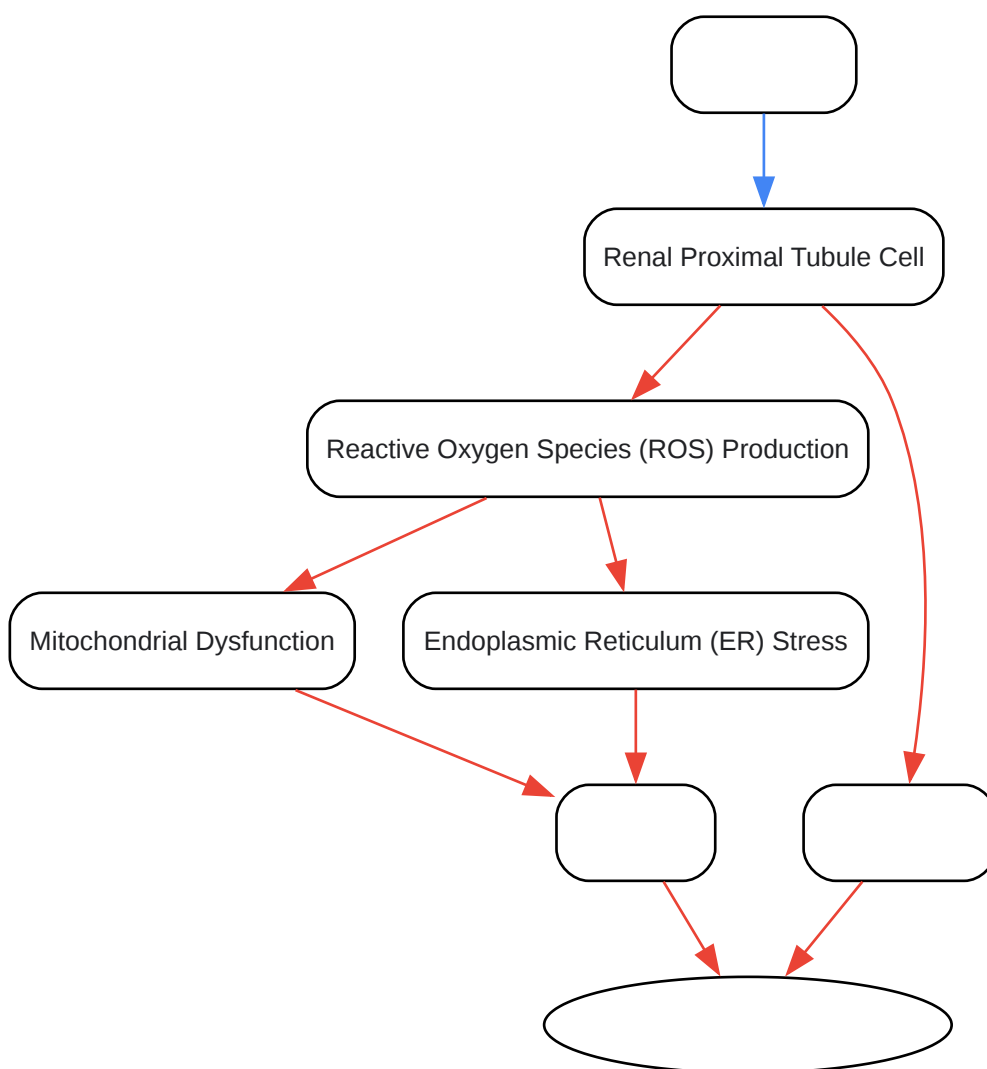 Renal Proximal Tubule Cell
Reactive Oxygen Species (ROS) Production
Mitochondrial Dysfunction
Endoplasmic Reticulum (ER) Stress